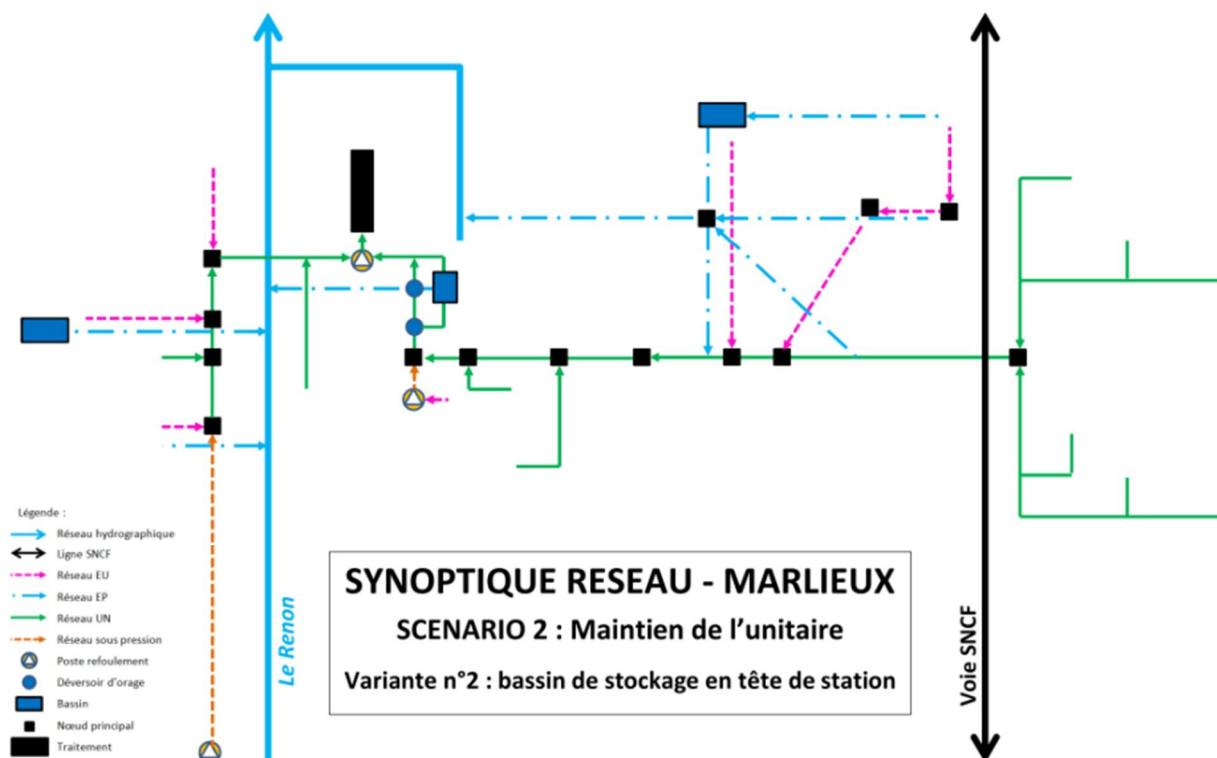 Légende :
Réseau hydrographique
Ligne SNCF
Réseau EU
Réseau EP
Réseau UN
Réseau sous pression
Poste refoulement
Déversoir d'orage
Bassin
Nœud principal
Traitement
Le Renon
SYNOPTIQUE RESEAU - MARLIEUX
SCENARIO 2 : Maintien de l'unitaire
Variante n°2 : bassin de stockage en tête de station
Voie SNCF